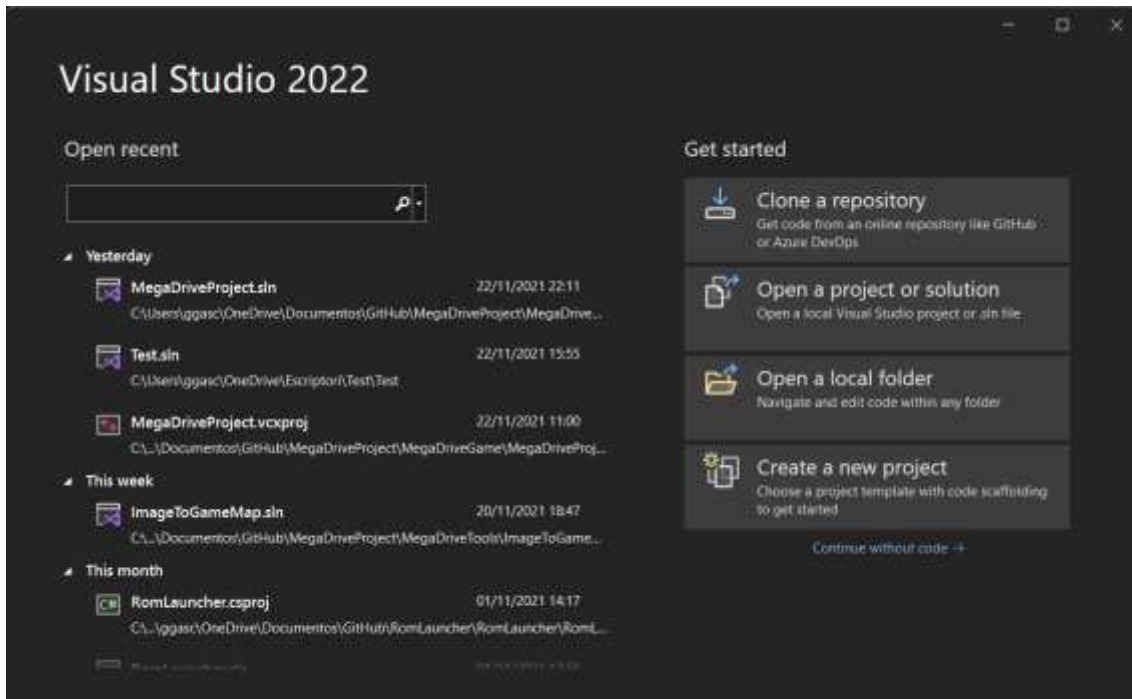 Visual Studio 2022
Open recent
Yesterday
MegaDriveProject.sln 22/11/2021 22:11
C:\Users\ggasc\OneDrive\Documentos\GitHub\MegaDriveProject\MegaDrive...
Test.sln 22/11/2021 15:55
C:\Users\ggasc\OneDrive\Escriptori\Test\Test
MegaDriveProject.vcxproj 22/11/2021 11:00
C:\...\Documentos\GitHub\MegaDriveProject\MegaDriveGame\MegaDriveProj...
This week
ImageToGameMap.sln 20/11/2021 18:47
C:\...\Documentos\GitHub\MegaDriveProject\MegaDriveTools\ImageToGame...
This month
RomLauncher.csproj 01/11/2021 14:17
C:\...\ggasc\OneDrive\Documentos\GitHub\RomLauncher\RomLauncher\RomL...
Get started
Clone a repository
Get code from an online repository like GitHub
or Azure DevOps
Open a project or solution
Open a local Visual Studio project or .sln file
Open a local folder
Navigate and edit code within any folder
Create a new project
Choose a project template with code scaffolding
to get started
Continue without code →